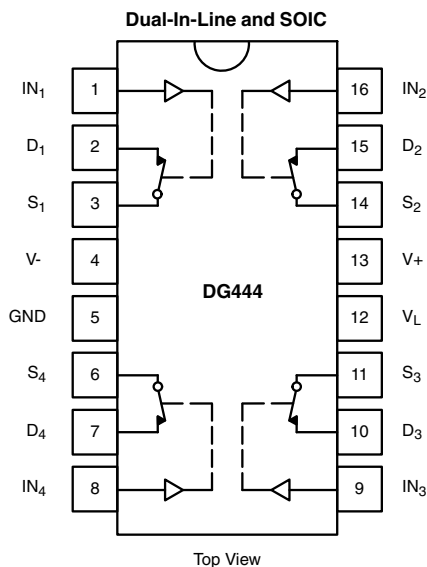 Dual-In-Line and SOIC
IN1 1 16 IN2
D1 2 15 D2
S1 3 14 S2
V- 4 13 V+
DG444
GND 5 12 VL
S4 6 11 S3
D4 7 10 D3
IN4 8 9 IN3
Top View